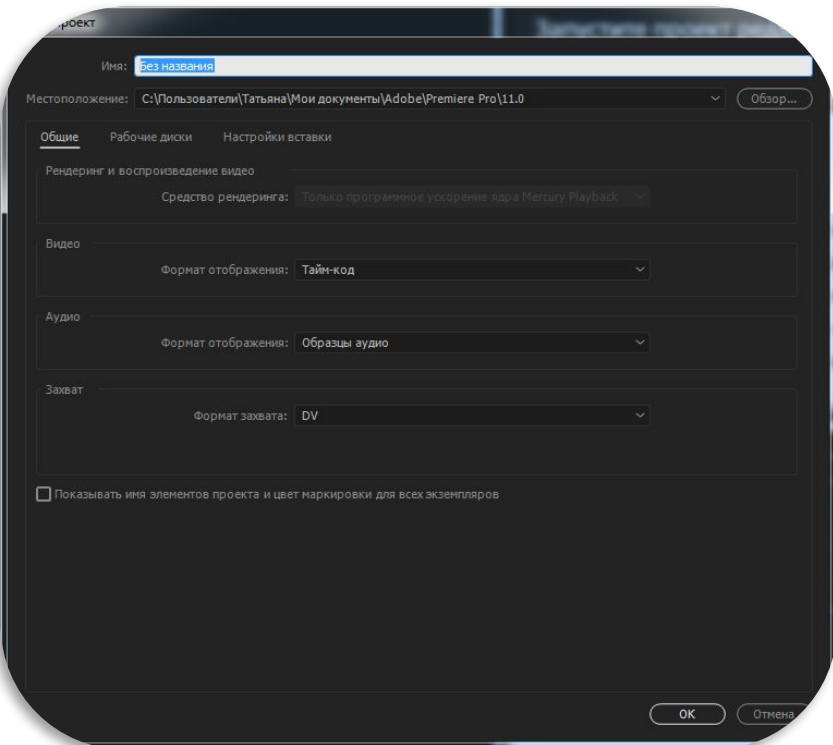 проект
Запустите проект
Имя: Без названия
Местоположение: C:\Пользователи\Татьяна\Мои документы\Adobe\Premiere Pro\11.0 Обзор...
Общие Рабочие диски Настройки вставки
Рендеринг и воспроизведение видео
Средство рендеринга: Только программное ускорение ядра Mercury Playback
Видео
Формат отображения: Тайм-код
Аудио
Формат отображения: Образцы аудио
Захват
Формат захвата: DV
Показывать имя элементов проекта и цвет маркировки для всех экземпляров
OK Отмена